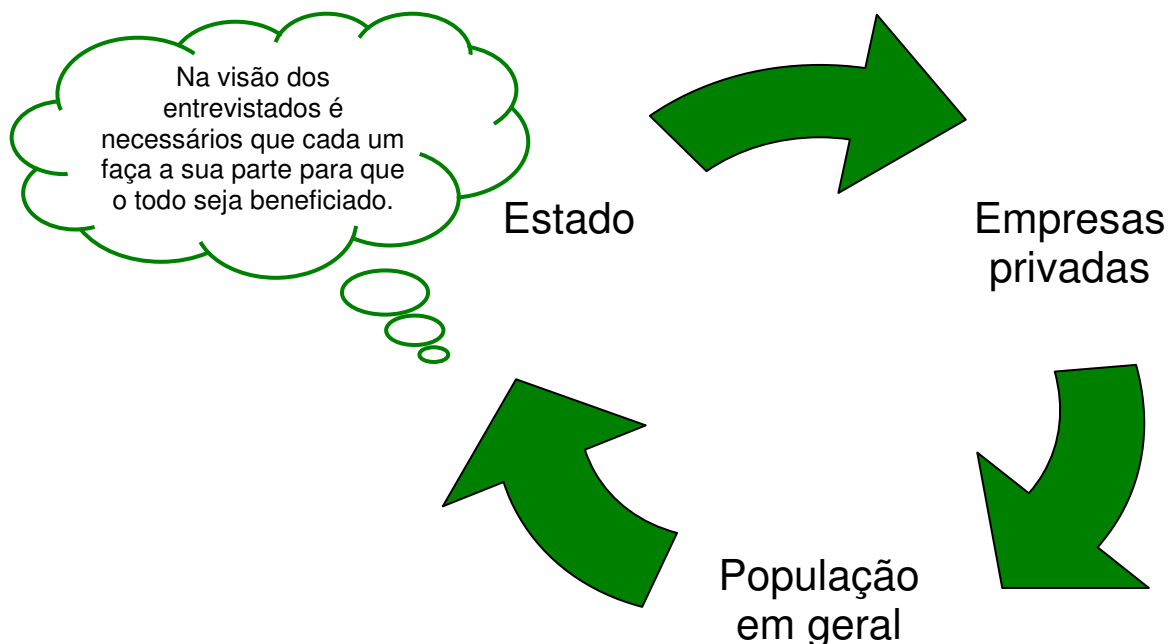 Na visão dos
entrevistados é
necessários que cada um
faça a sua parte para que
o todo seja beneficiado.
Estado
Empresas
privadas
População
em geral